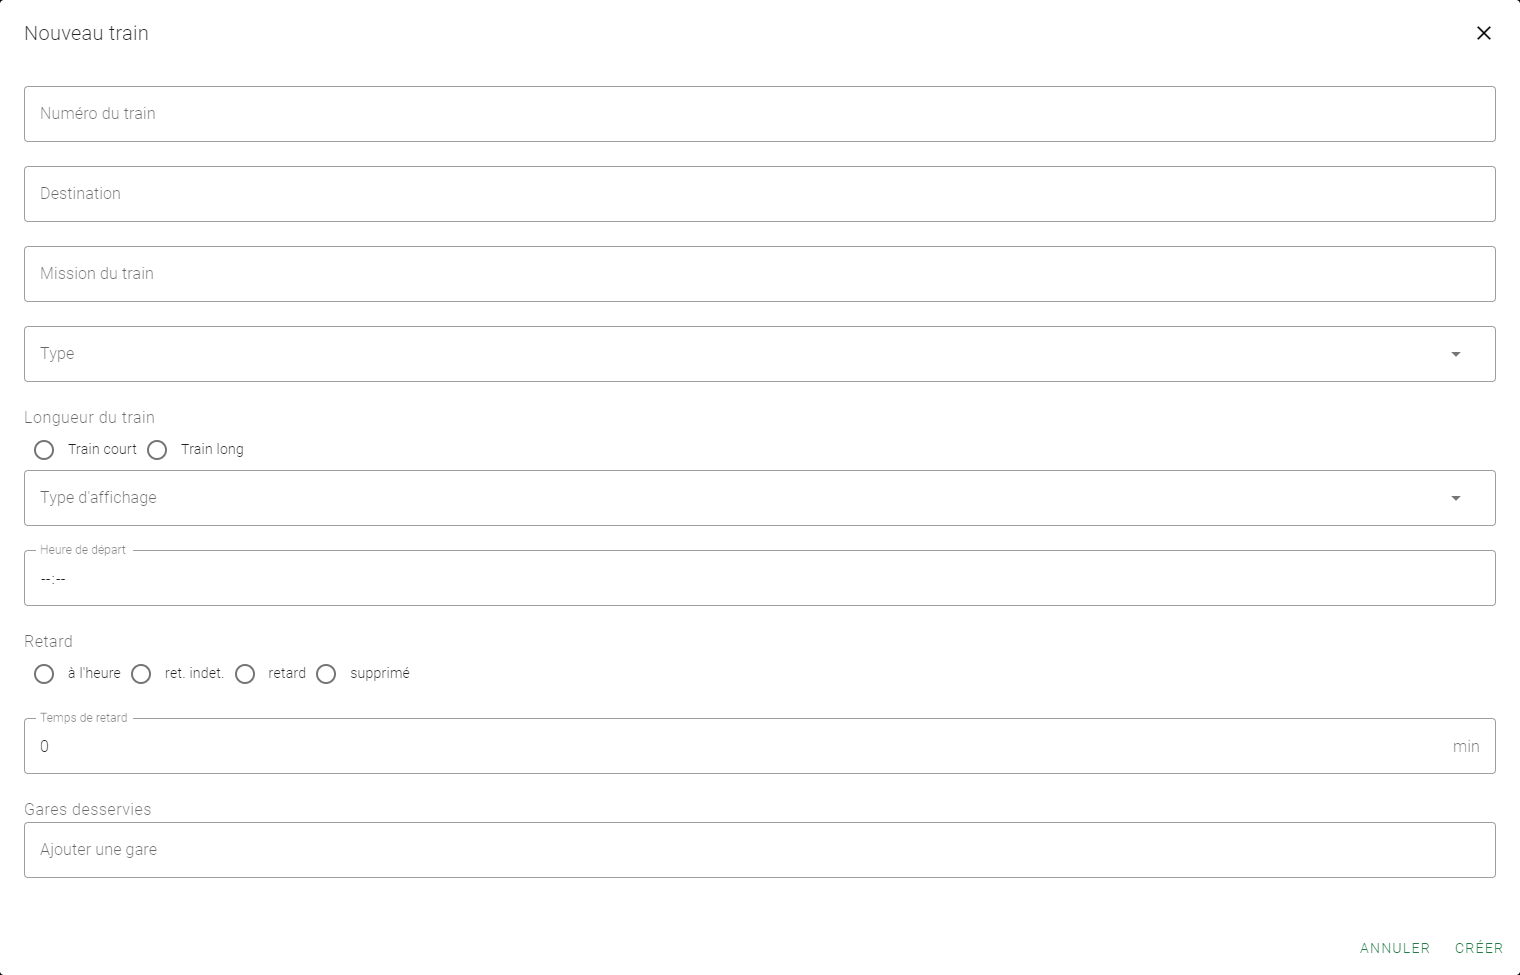 Nouveau train
Numéro du train
Destination
Mission du train
Type
Longueur du train
Train court Train long
Type d'affichage
Heure de départ
--:--
Retard
à l'heure ret. indet. retard supprimé
Temps de retard
0 min
Gares desservies
Ajouter une gare
ANNULER CRÉER